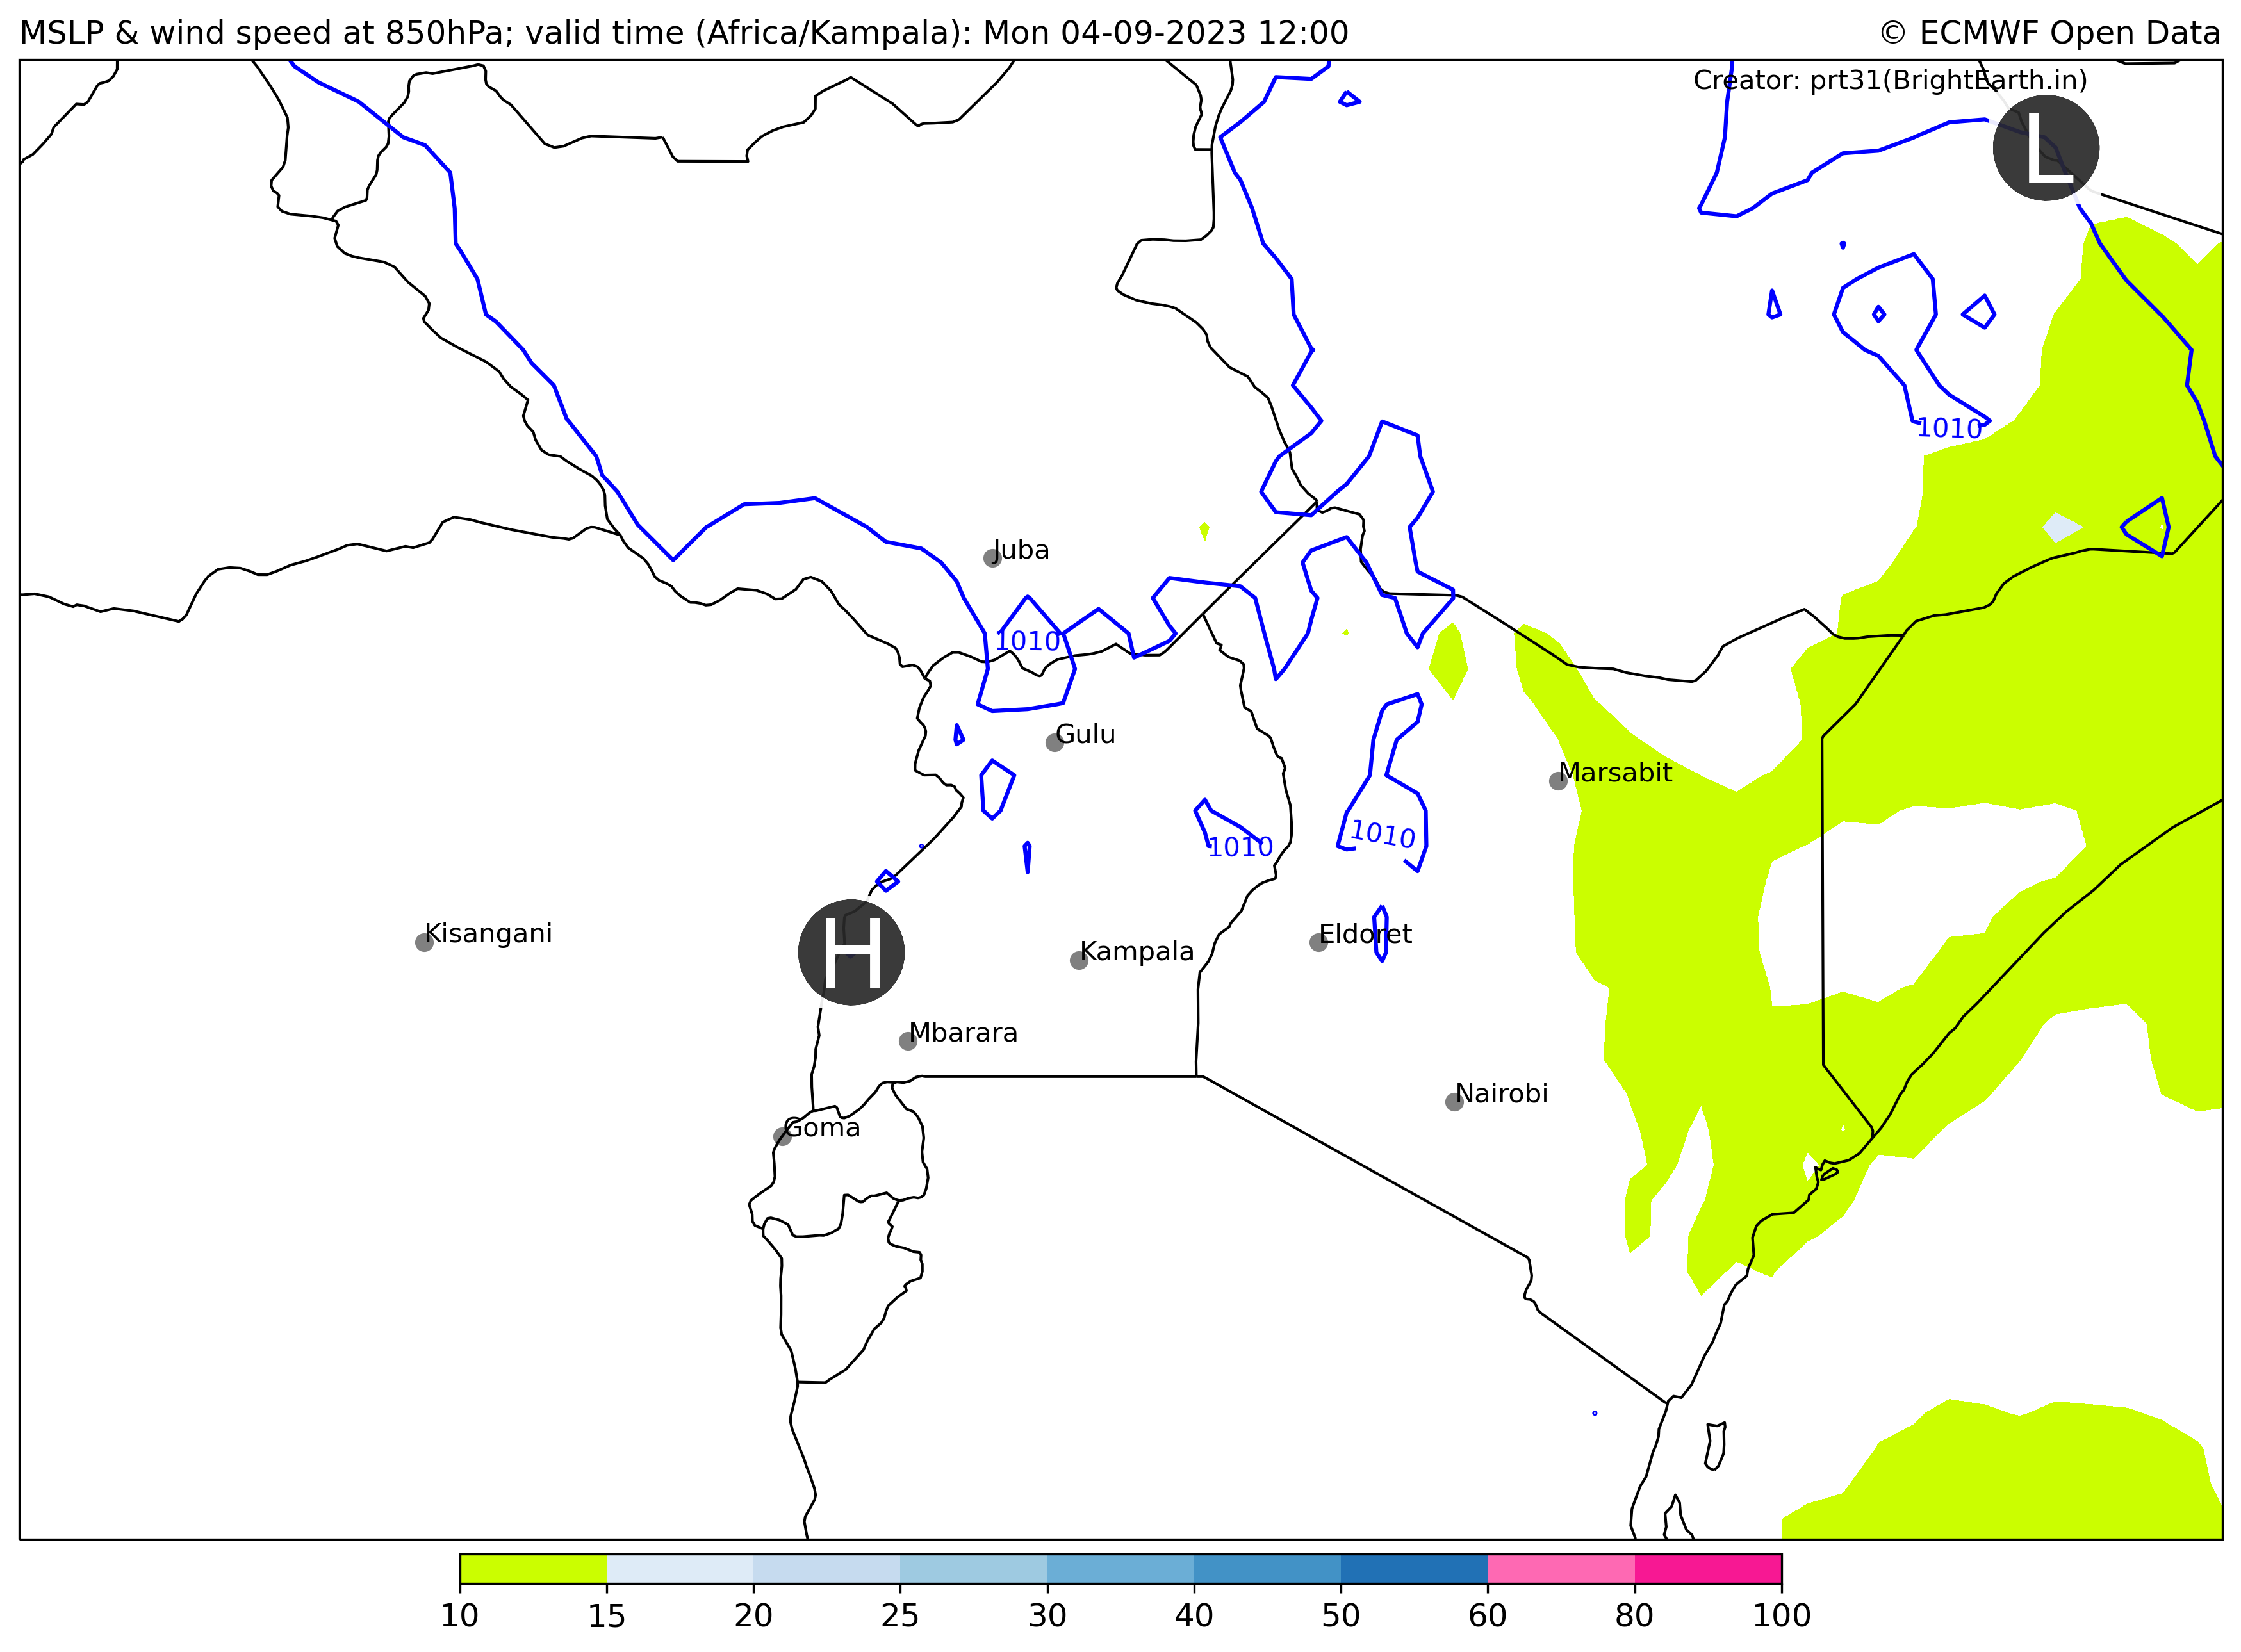 MSLP & wind speed at 850hPa; valid time (Africa/Kampala): Mon 04-09-2023 12:00
© ECMWF Open Data
Creator: prt31(BrightEarth.in)
L
1010
Juba
1010
Gulu
Marsabit
1010
1010
Kisangani
H
Kampala
Eldoret
Mbarara
Nairobi
Goma
10 15 20 25 30 40 50 60 80 100